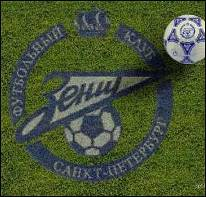 ФУТБОЛЬНЫЙ КЛУБ
Зенит
САНКТ-ПЕТЕРБУРГ